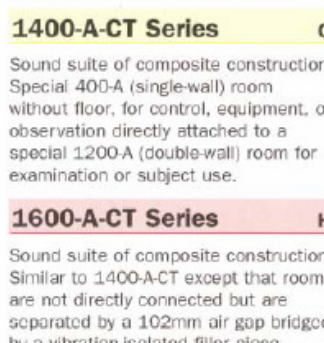 1400-A-CT Series
Sound suite of composite construction
Special 400-A (single-wall) room
without floor, for control, equipment, o
observation directly attached to a
special 1200-A (double-wall) room for
examination or subject use.
1600-A-CT Series
Sound suite of composite construction
Similar to 1400-A-CT except that room
are not directly connected but are
separated by a 102mm air gap bridged
by a vibration isolated filler piece